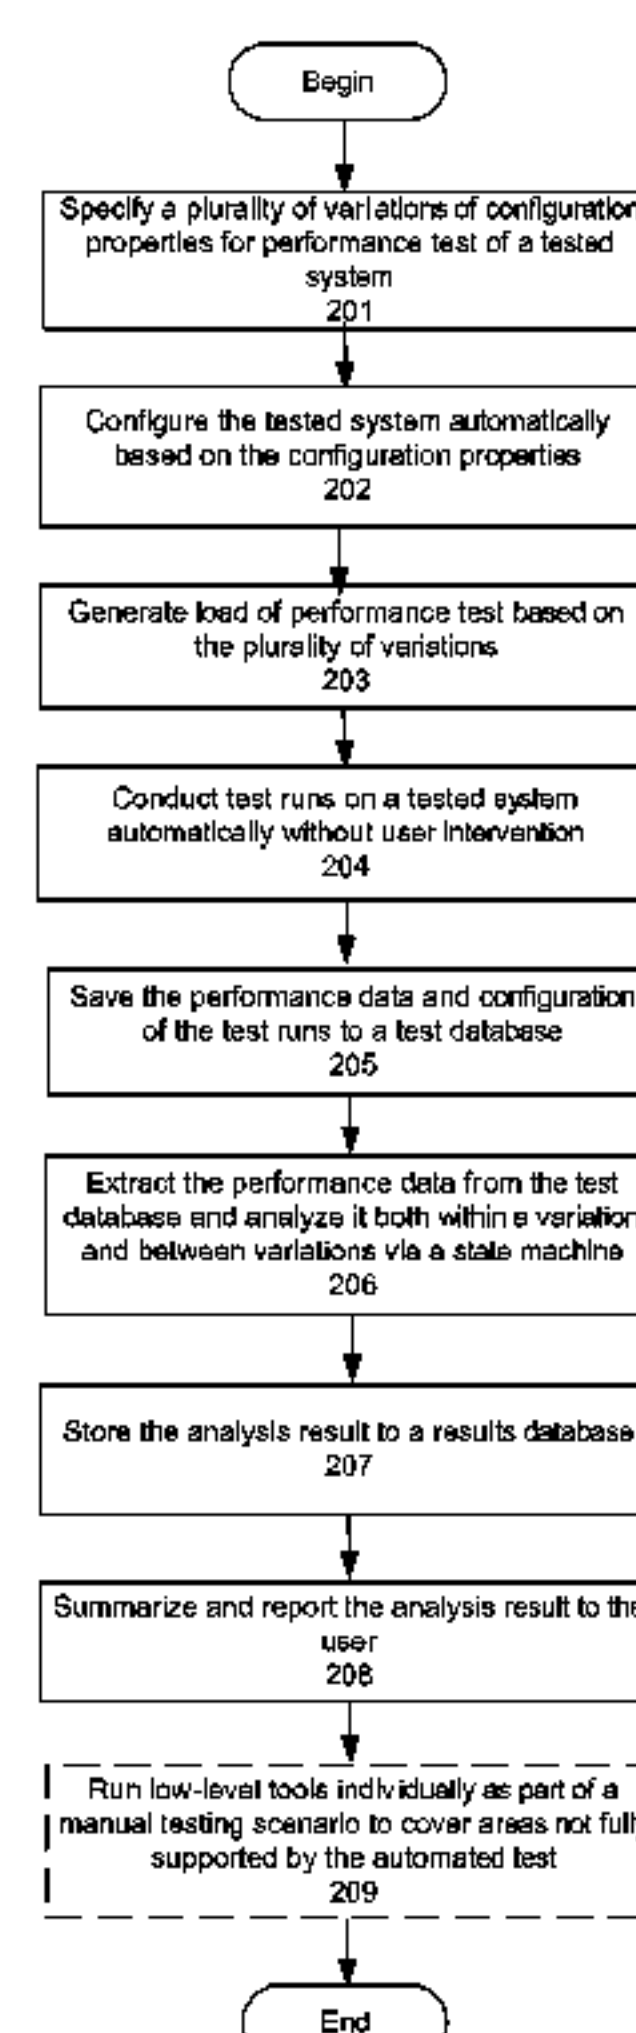 Begin
Specify a plurality of variations of configuration
properties for performance test of a tested
system
201
Configure the tested system automatically
based on the configuration properties
202
Generate load of performance test based on
the plurality of variations
203
Conduct test runs on a tested system
automatically without user intervention
204
Save the performance data and configuration
of the test runs to a test database
205
Extract the performance data from the test
database and analyze it both within a variation
and between variations via a state machine
206
Store the analysis result to a results database
207
Summarize and report the analysis result to the
user
208
Run low-level tools individually as part of a
manual testing scenario to cover areas not fully
supported by the automated test
209
End